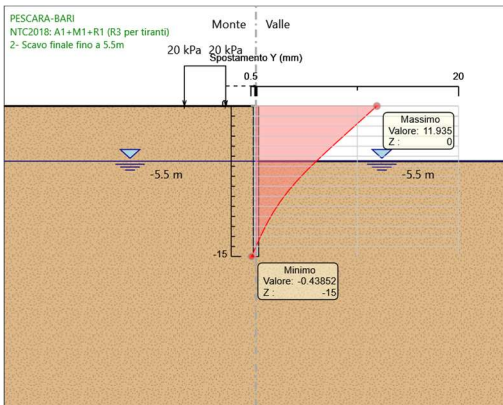 PESCARA-BARI
NTC2018: A1+M1+R1 (R3 per tiranti)
2- Scavo finale fino a 5.5m
Monte Valle
20 kPa 20 kPa
Spostamento Y (mm)
0.5 20
0
Massimo
Valore: 11.935
Z : 0
-5.5 m -5.5 m
-15
Minimo
Valore: -0.43852
Z : -15